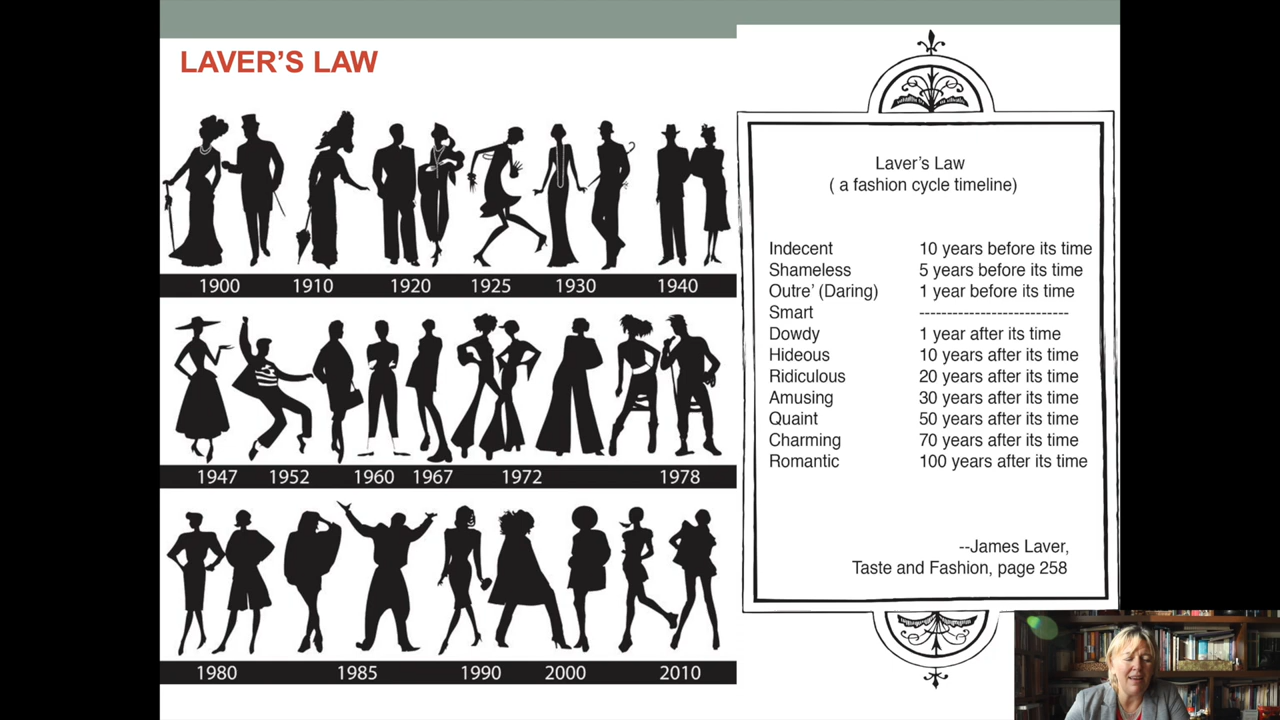 LAVER'S LAW
1900 1910 1920 1925 1930 1940
1947 1952 1960 1967 1972 1978
1980 1985 1990 2000 2010
Laver's Law
( a fashion cycle timeline)
Indecent 10 years before its time
Shameless 5 years before its time
Outre' (Daring) 1 year before its time
Smart --------------------------
Dowdy 1 year after its time
Hideous 10 years after its time
Ridiculous 20 years after its time
Amusing 30 years after its time
Quaint 50 years after its time
Charming 70 years after its time
Romantic 100 years after its time
--James Laver,
Taste and Fashion, page 258